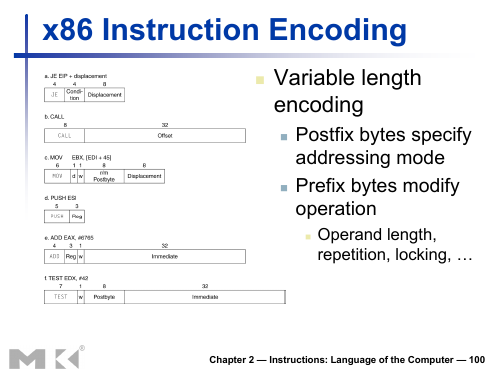 x86 Instruction Encoding
a. JE EIP + displacement
4 4 8
JE Condi- tion Displacement
b. CALL
8 32
CALL Offset
c. MOV EBX, [EDI + 45]
6 1 1 8 8
MOV d w r/m Postbyte Displacement
d. PUSH ESI
5 3
PUSH Reg
e. ADD EAX, #6765
4 3 1 32
ADD Reg w Immediate
f. TEST EDX, #42
7 1 8 32
TEST w Postbyte Immediate
Variable length
encoding
Postfix bytes specify
addressing mode
Prefix bytes modify
operation
Operand length,
repetition, locking, …
MK®
Chapter 2 — Instructions: Language of the Computer — 100